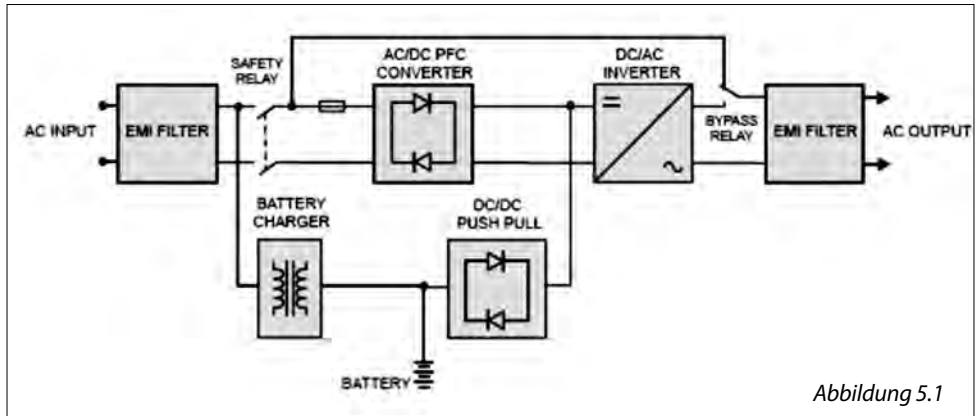 SAFETY
RELAY
AC/DC PFC
CONVERTER
DC/AC
INVERTER
AC INPUT
EMI FILTER
BYPASS
RELAY
EMI FILTER
AC OUTPUT
BATTERY
CHARGER
DC/DC
PUSH PULL
BATTERY
Abbildung 5.1